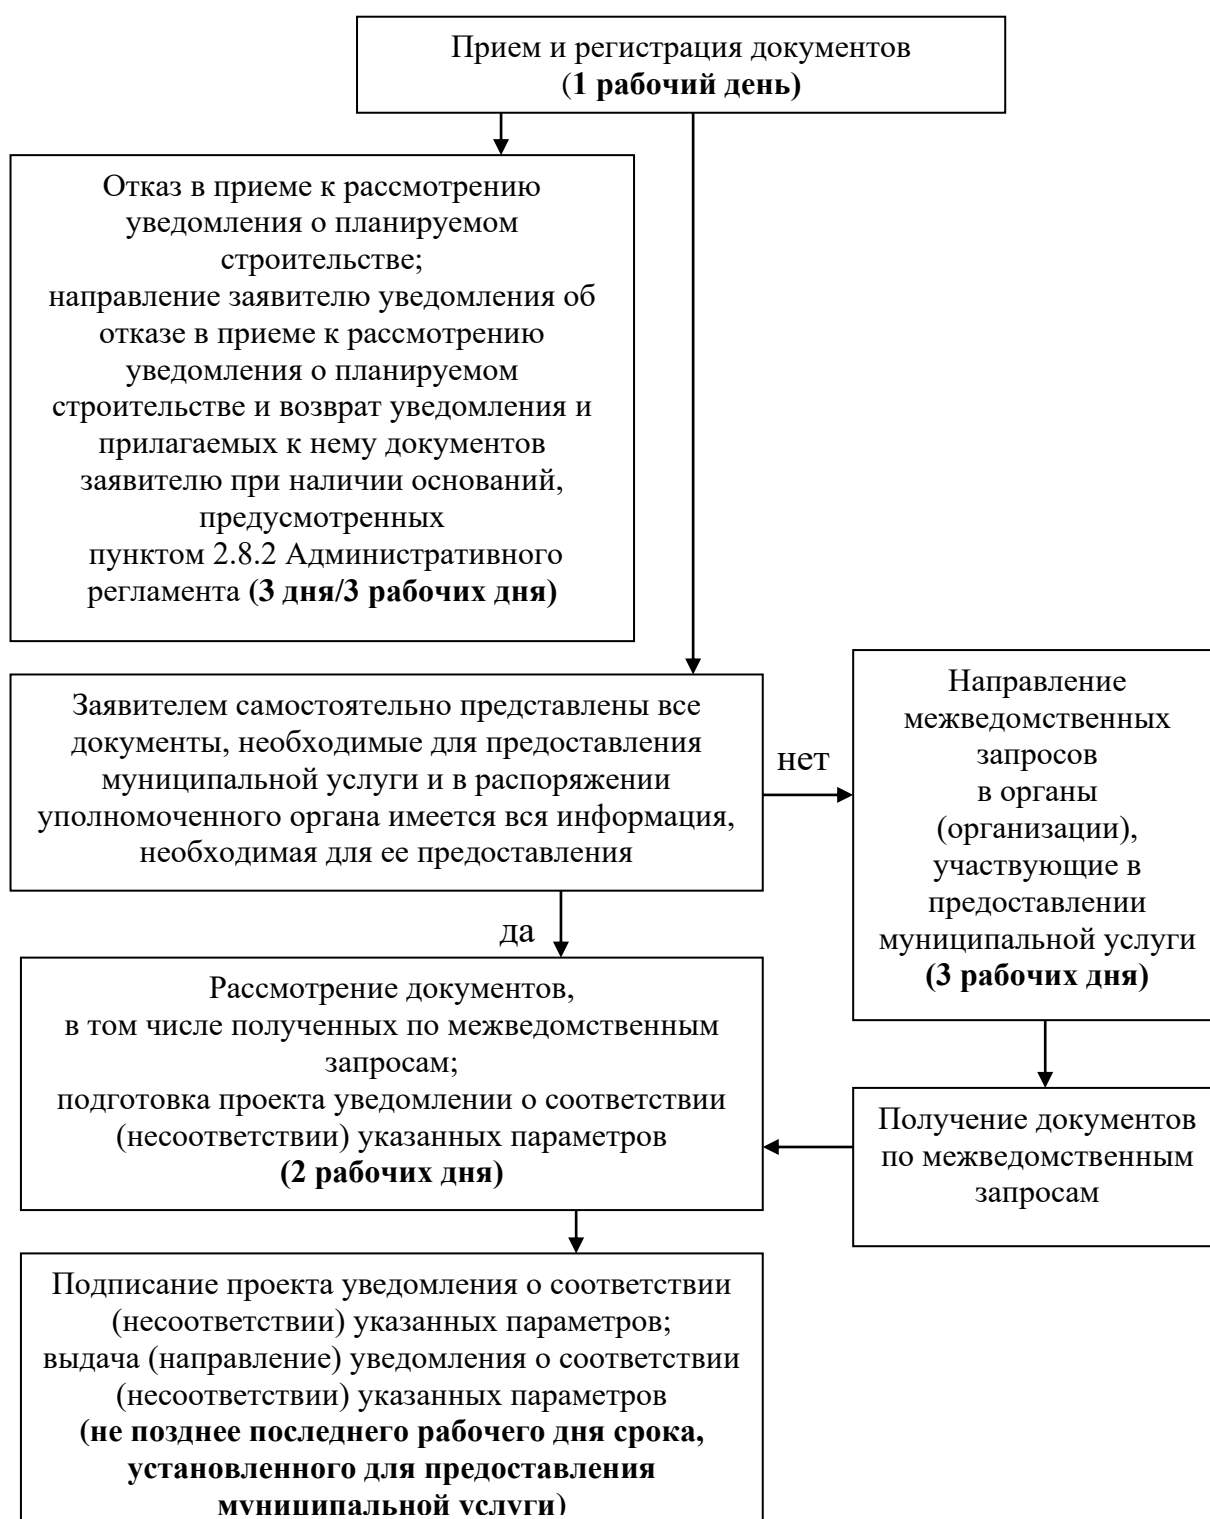 Прием и регистрация документов
(1 рабочий день)
Отказ в приеме к рассмотрению
уведомления о планируемом
строительстве;
направление заявителю уведомления об
отказе в приеме к рассмотрению
уведомления о планируемом
строительстве и возврат уведомления и
прилагаемых к нему документов
заявителю при наличии оснований,
предусмотренных
пунктом 2.8.2 Административного
регламента (3 дня/3 рабочих дня)
Заявителем самостоятельно представлены все
документы, необходимые для предоставления
муниципальной услуги и в распоряжении
уполномоченного органа имеется вся информация,
необходимая для ее предоставления
нет
Направление
межведомственных
запросов
в органы
(организации),
участвующие в
предоставлении
муниципальной услуги
(3 рабочих дня)
да
Рассмотрение документов,
в том числе полученных по межведомственным
запросам;
подготовка проекта уведомлении о соответствии
(несоответствии) указанных параметров
(2 рабочих дня)
Получение документов
по межведомственным
запросам
Подписание проекта уведомления о соответствии
(несоответствии) указанных параметров;
выдача (направление) уведомления о соответствии
(несоответствии) указанных параметров
(не позднее последнего рабочего дня срока,
установленного для предоставления
муниципальной услуги)